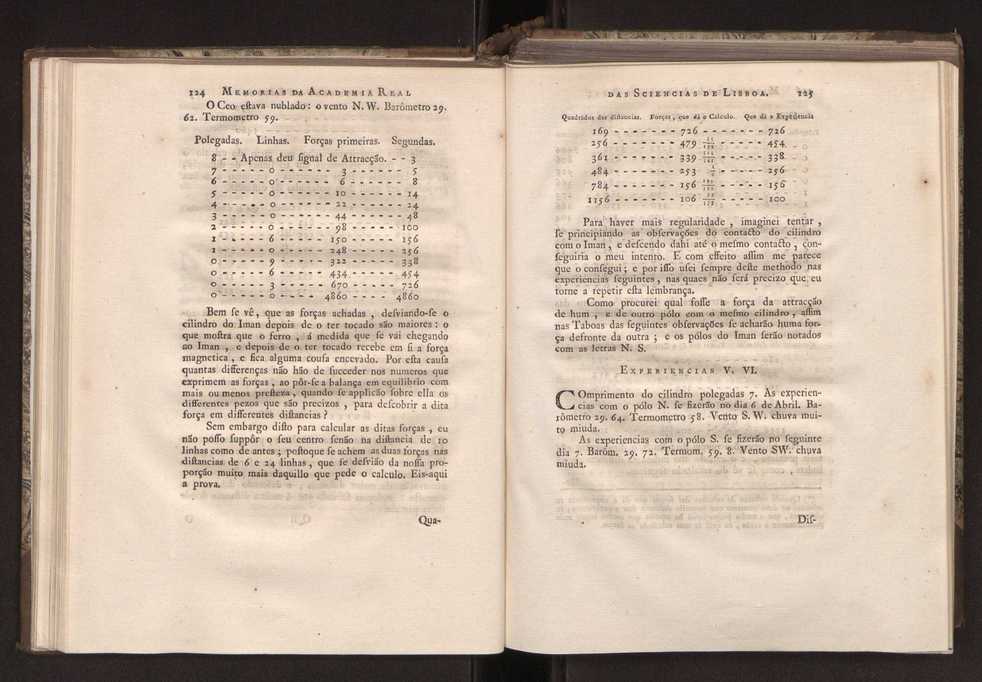 124 MEMORIAS DA ACADEMIA REAL
O Ceo eſtava nublado: o vento N. W. Barômetro 29.
62. Termometro 59.
Polegadas. Linhas. Forças primeiras. Segundas.
8 - - Apenas deu ſignal de Attracção. - - 3
7 - - - - - 0 - - - - - - 3 - - - - - - 5
6 - - - - - 0 - - - - - - 6 - - - - - - 8
5 - - - - - 0 - - - - - - 10 - - - - - - 14
4 - - - - - 0 - - - - - - 22 - - - - - - 24
3 - - - - - 0 - - - - - - 44 - - - - - - 48
2 - - - - - 0 - - - - - - 98 - - - - - 100
1 - - - - - 6 - - - - - 150 - - - - - 156
1 - - - - - 0 - - - - - 248 - - - - - 256
0 - - - - - 9 - - - - - 322 - - - - - 338
0 - - - - - 6 - - - - - 434 - - - - - 454
0 - - - - - 3 - - - - - 670 - - - - - 726
0 - - - - - 0 - - - - - 4860 - - - - 4860
Bem ſe vê, que as forças achadas, deſviando-ſe o
cilindro do Iman depois de o ter tocado são maiores: o
que moſtra que o ferro, á medida que ſe vai chegando
ao Iman, e depois de o ter tocado recebe em ſi a força
magnetica, e fica alguma couſa encevado. Por eſta cauſa
quantas differenças não hão de ſucceder nos numeros que
exprimem as forças, ao pôr-ſe a balança em equilibrio com
mais ou menos preſteza, quando ſe applicão ſobre ella os
differentes pezos que são precizos, para deſcobrir a dita
força em differentes diſtancias?
Sem embargo diſto para calcular as ditas forças, eu
não poſſo ſuppôr o ſeu centro ſenão na diſtancia de 10
linhas como de antes; poſtoque ſe achem as duas forças nas
diſtancias de 6 e 24 linhas, que ſe deſvião da noſſa pro-
porção muito mais daquillo que pede o calculo. Eis-aqui
a prova.
Qua-
DAS SCIENCIAS DE LISBOA. 125
Quadrados das diſtancias. Forças, que dá o Calculo. Que dá a Expériencia
169 - - - - - - - 726 - - - - - - - 726
256 - - - - - - - 479 - - - - - 454
361 - - - - - - - 339 - - - - - 338
484 - - - - - - - 253 - - - - - 256
784 - - - - - - - 156 - - - - - 156
1156 - - - - - - - 106 - - - - - 100
Para haver mais regularidade, imaginei tentar,
ſe principiando as obſervações do contacto do cilindro
com o Iman, e deſcendo dahi até o meſmo contacto, con-
ſeguiria o meu intento. E com effeito aſſim me parece
que o conſegui; e por iſſo uſei ſempre deſte methodo nas
experiencias ſeguintes, nas quaes não ſerá precizo que eu
torne a repetir eſta lembrança.
Como procurei qual foſſe a força da attracção
de hum, e de outro pólo com o meſmo cilindro, aſſim
nas Taboas das ſeguintes obſervações ſe acharão huma for-
ça defronte da outra; e os pólos do Iman ſerão notados
com as letras N. S.
EXPERIENCIAS V. VI.
COmprimento do cilindro polegadas 7. As experien-
cias com o pólo N. ſe fizerão no dia 6 de Abril. Ba-
rômetro 29. 64. Termometro 58. Vento S. W. chuva mui-
to miuda.
As experiencias com o pólo S. ſe fizerão no ſeguinte
dia 7. Barôm. 29. 72. Termom. 59. 8. Vento SW. chuva
miuda.
Diſ-